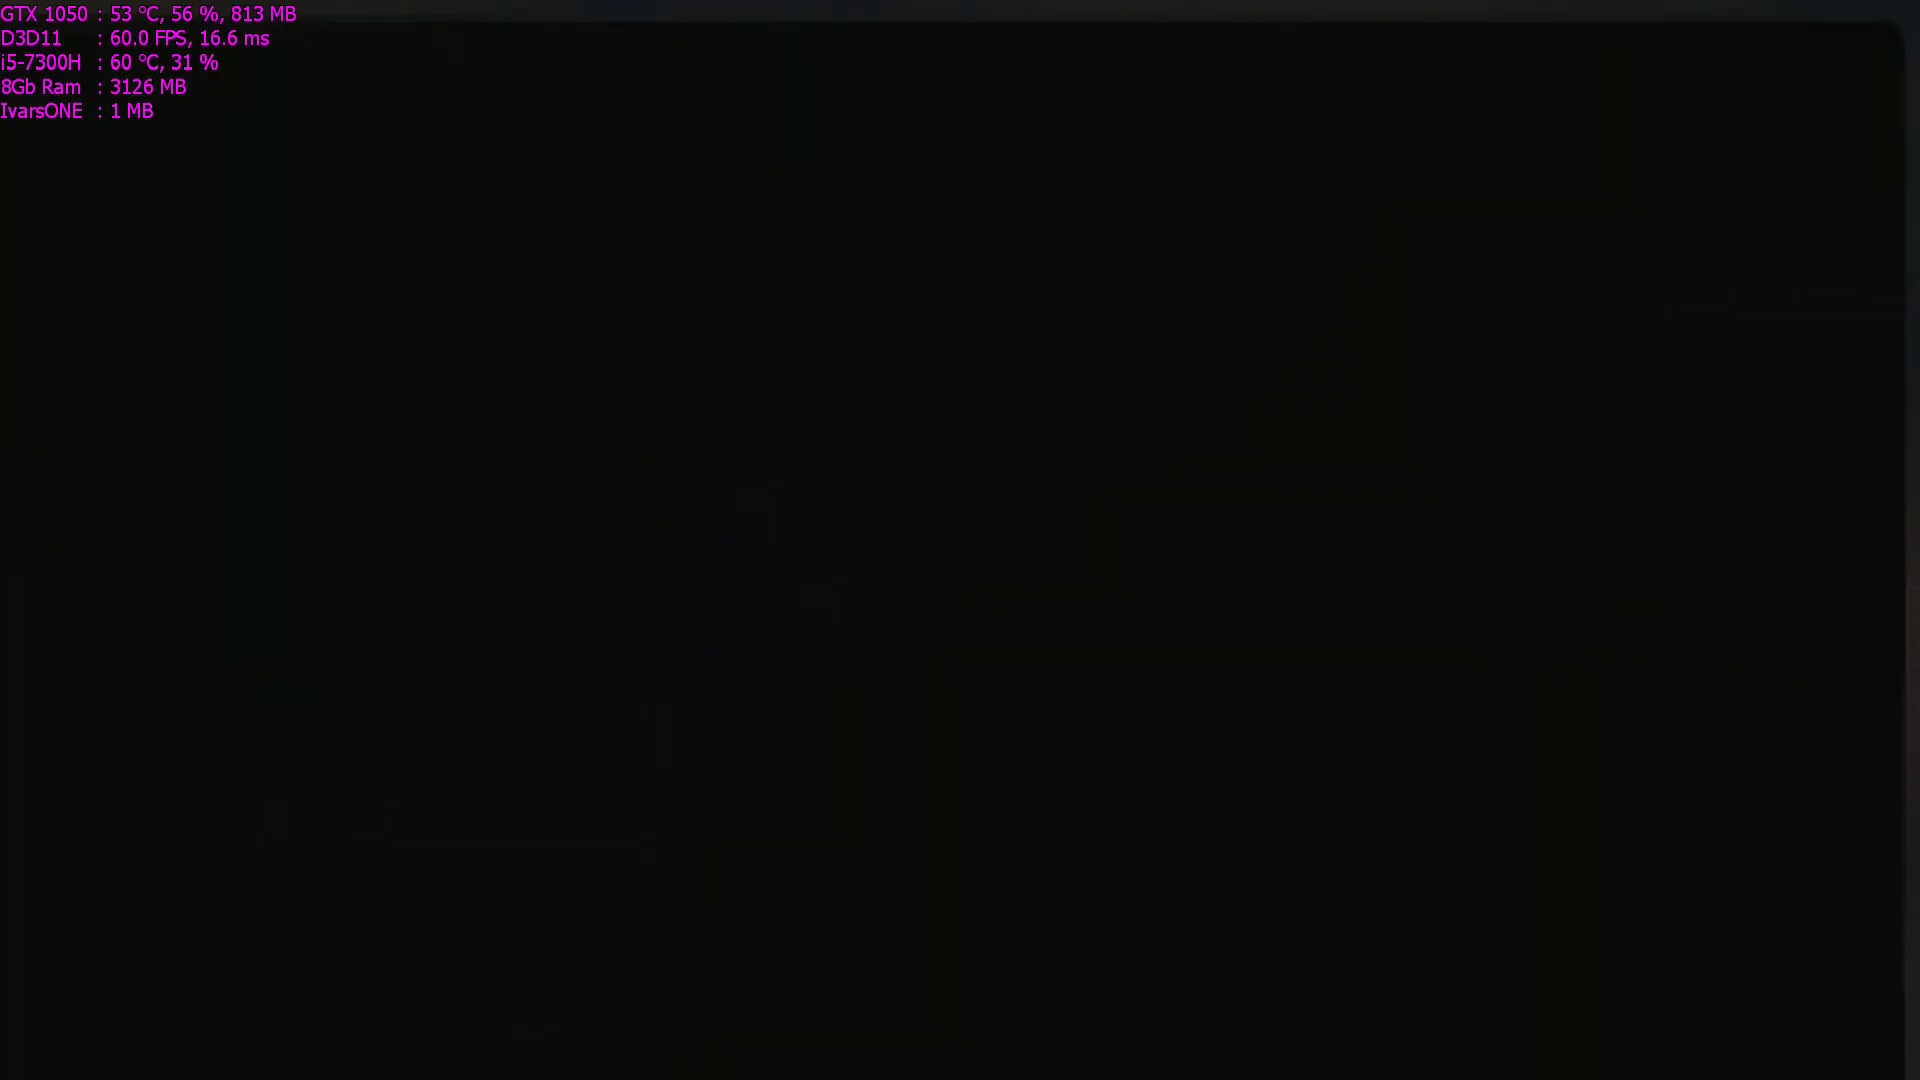 GTX 1050 : 53 °C, 56 %, 813 MB
D3D11 : 60.0 FPS, 16.6 ms
i5-7300H : 60 °C, 31 %
8Gb Ram : 3126 MB
IvarsONE : 1 MB